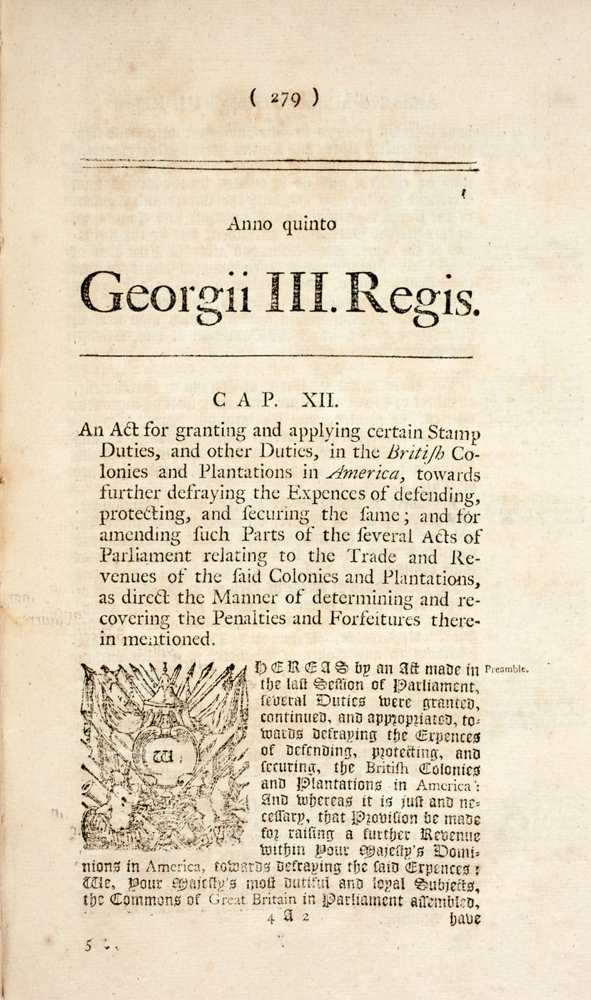 ( 279 )
Anno quinto
Georgii III. Regis.
C A P. XII.
An Act for granting and applying certain Stamp
Duties, and other Duties, in the Britiſh Co-
lonies and Plantations in America, towards
further defraying the Expences of defending,
protecting, and ſecuring the ſame; and for
amending ſuch Parts of the ſeveral Acts of
Parliament relating to the Trade and Re-
venues of the ſaid Colonies and Plantations,
as direct the Manner of determining and re-
covering the Penalties and Forfeitures there-
in mentioned.
WHEREAS by an Act made in
Preamble.
the laſt Seſſion of Parliament,
ſeveral Duties were granted,
continued, and appropriated, to-
wards defraying the Expences
of defending, protecting, and
ſecuring, the Britiſh Colonies
and Plantations in America:
And whereas it is juſt and ne-
ceſſary, that Proviſion be made
for raiſing a further Revenue
within Your Majeſty's Domi-
nions in America, towards defraying the ſaid Expences:
We, Your Majeſty's moſt dutiful and loyal Subjects,
the Commons of Great Britain in Parliament aſſembled,
4 A 2
have
5